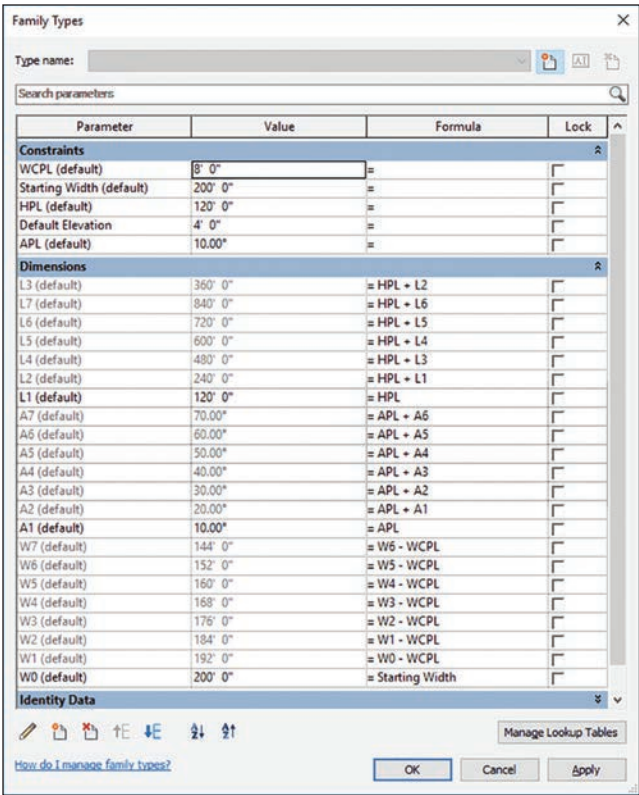 Family Types
Type name:
Search parameters
Parameter Value Formula Lock
Constraints
WCPL (default) 8' 0" =
Starting Width (default) 200' 0" =
HPL (default) 120' 0" =
Default Elevation 4' 0" =
APL (default) 10.00° =
Dimensions
L3 (default) 360' 0" = HPL + L2
L7 (default) 840' 0" = HPL + L6
L6 (default) 720' 0" = HPL + L5
L5 (default) 600' 0" = HPL + L4
L4 (default) 480' 0" = HPL + L3
L2 (default) 240' 0" = HPL + L1
L1 (default) 120' 0" = HPL
A7 (default) 70.00° = APL + A6
A6 (default) 60.00° = APL + A5
A5 (default) 50.00° = APL + A4
A4 (default) 40.00° = APL + A3
A3 (default) 30.00° = APL + A2
A2 (default) 20.00° = APL + A1
A1 (default) 10.00° = APL
W7 (default) 144' 0" = W6 - WCPL
W6 (default) 152' 0" = W5 - WCPL
W5 (default) 160' 0" = W4 - WCPL
W4 (default) 168' 0" = W3 - WCPL
W3 (default) 176' 0" = W2 - WCPL
W2 (default) 184' 0" = W1 - WCPL
W1 (default) 192' 0" = W0 - WCPL
W0 (default) 200' 0" = Starting Width
Identity Data
Manage Lookup Tables
How do I manage family types?
OK Cancel Apply